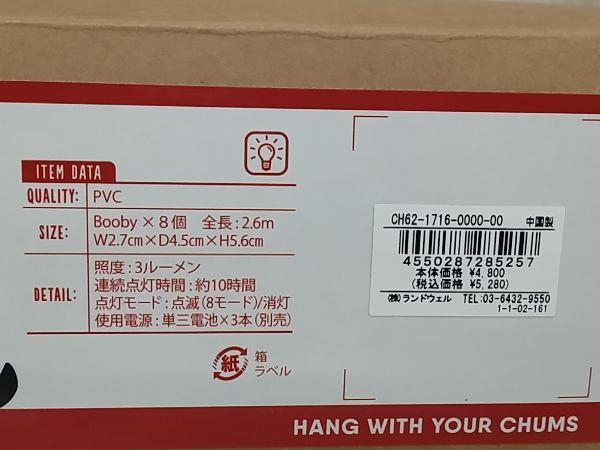 ITEM DATA
QUALITY: PVC
SIZE: Booby×8個 全長:2.6m
W2.7cm×D4.5cm×H5.6cm
DETAIL: 照度:3ルーメン
連続点灯時間:約10時間
点灯モード:点滅(8モード)/消灯
使用電源:単三電池×3本(別売)
紙 箱
ラベル
CH62-1716-0000-00 中国製
4550287285257
本体価格 ¥4,800
(税込価格 ¥5,280)
(株)ランドウェル TEL:03-6432-9550
1-1-02-161
HANG WITH YOUR CHUMS